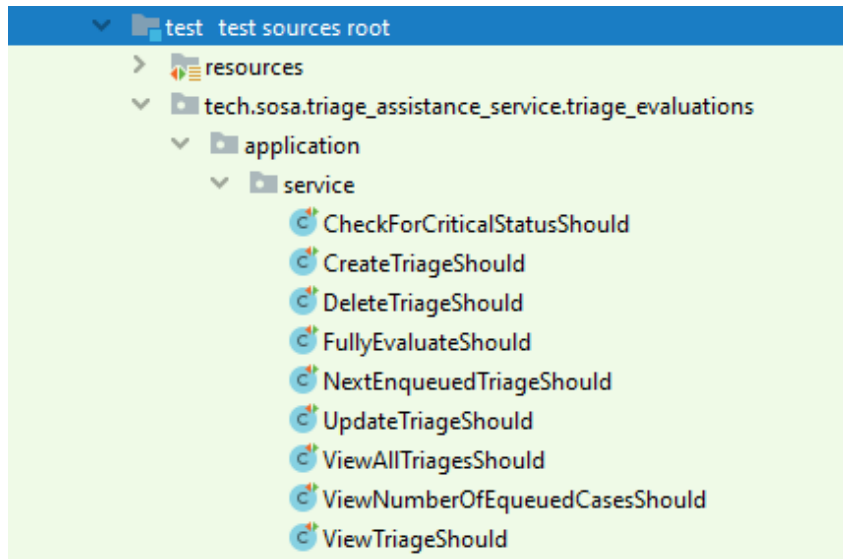 test test sources root
resources
tech.sosa.triage_assistance_service.triage_evaluations
application
service
CheckForCriticalStatusShould
CreateTriageShould
DeleteTriageShould
FullyEvaluateShould
NextEnqueuedTriageShould
UpdateTriageShould
ViewAllTriagesShould
ViewNumberOfEqueuedCasesShould
ViewTriageShould